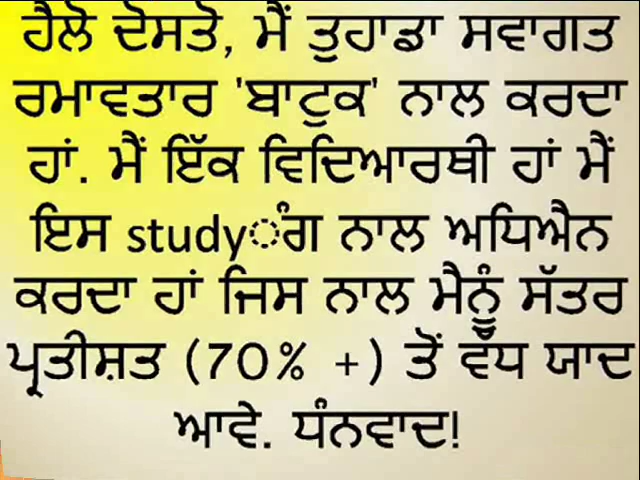 ਹੈਲੋ ਦੋਸਤੋ, ਮੈਂ ਤੁਹਾਡਾ ਸਵਾਗਤ
ਰਮਾਵਤਾਰ 'ਬਾਟੁਕ' ਨਾਲ ਕਰਦਾ
ਹਾਂ. ਮੈਂ ਇੱਕ ਵਿਦਿਆਰਥੀ ਹਾਂ ਮੈਂ
ਇਸ studyਿੰਗ ਨਾਲ ਅਧਿਐਨ
ਕਰਦਾ ਹਾਂ ਜਿਸ ਨਾਲ ਮੈਨੂੰ ਸੱਤਰ
ਪ੍ਰਤੀਸ਼ਤ (70% +) ਤੋਂ ਵੱਧ ਯਾਦ
ਆਵੇ. ਧੰਨਵਾਦ!